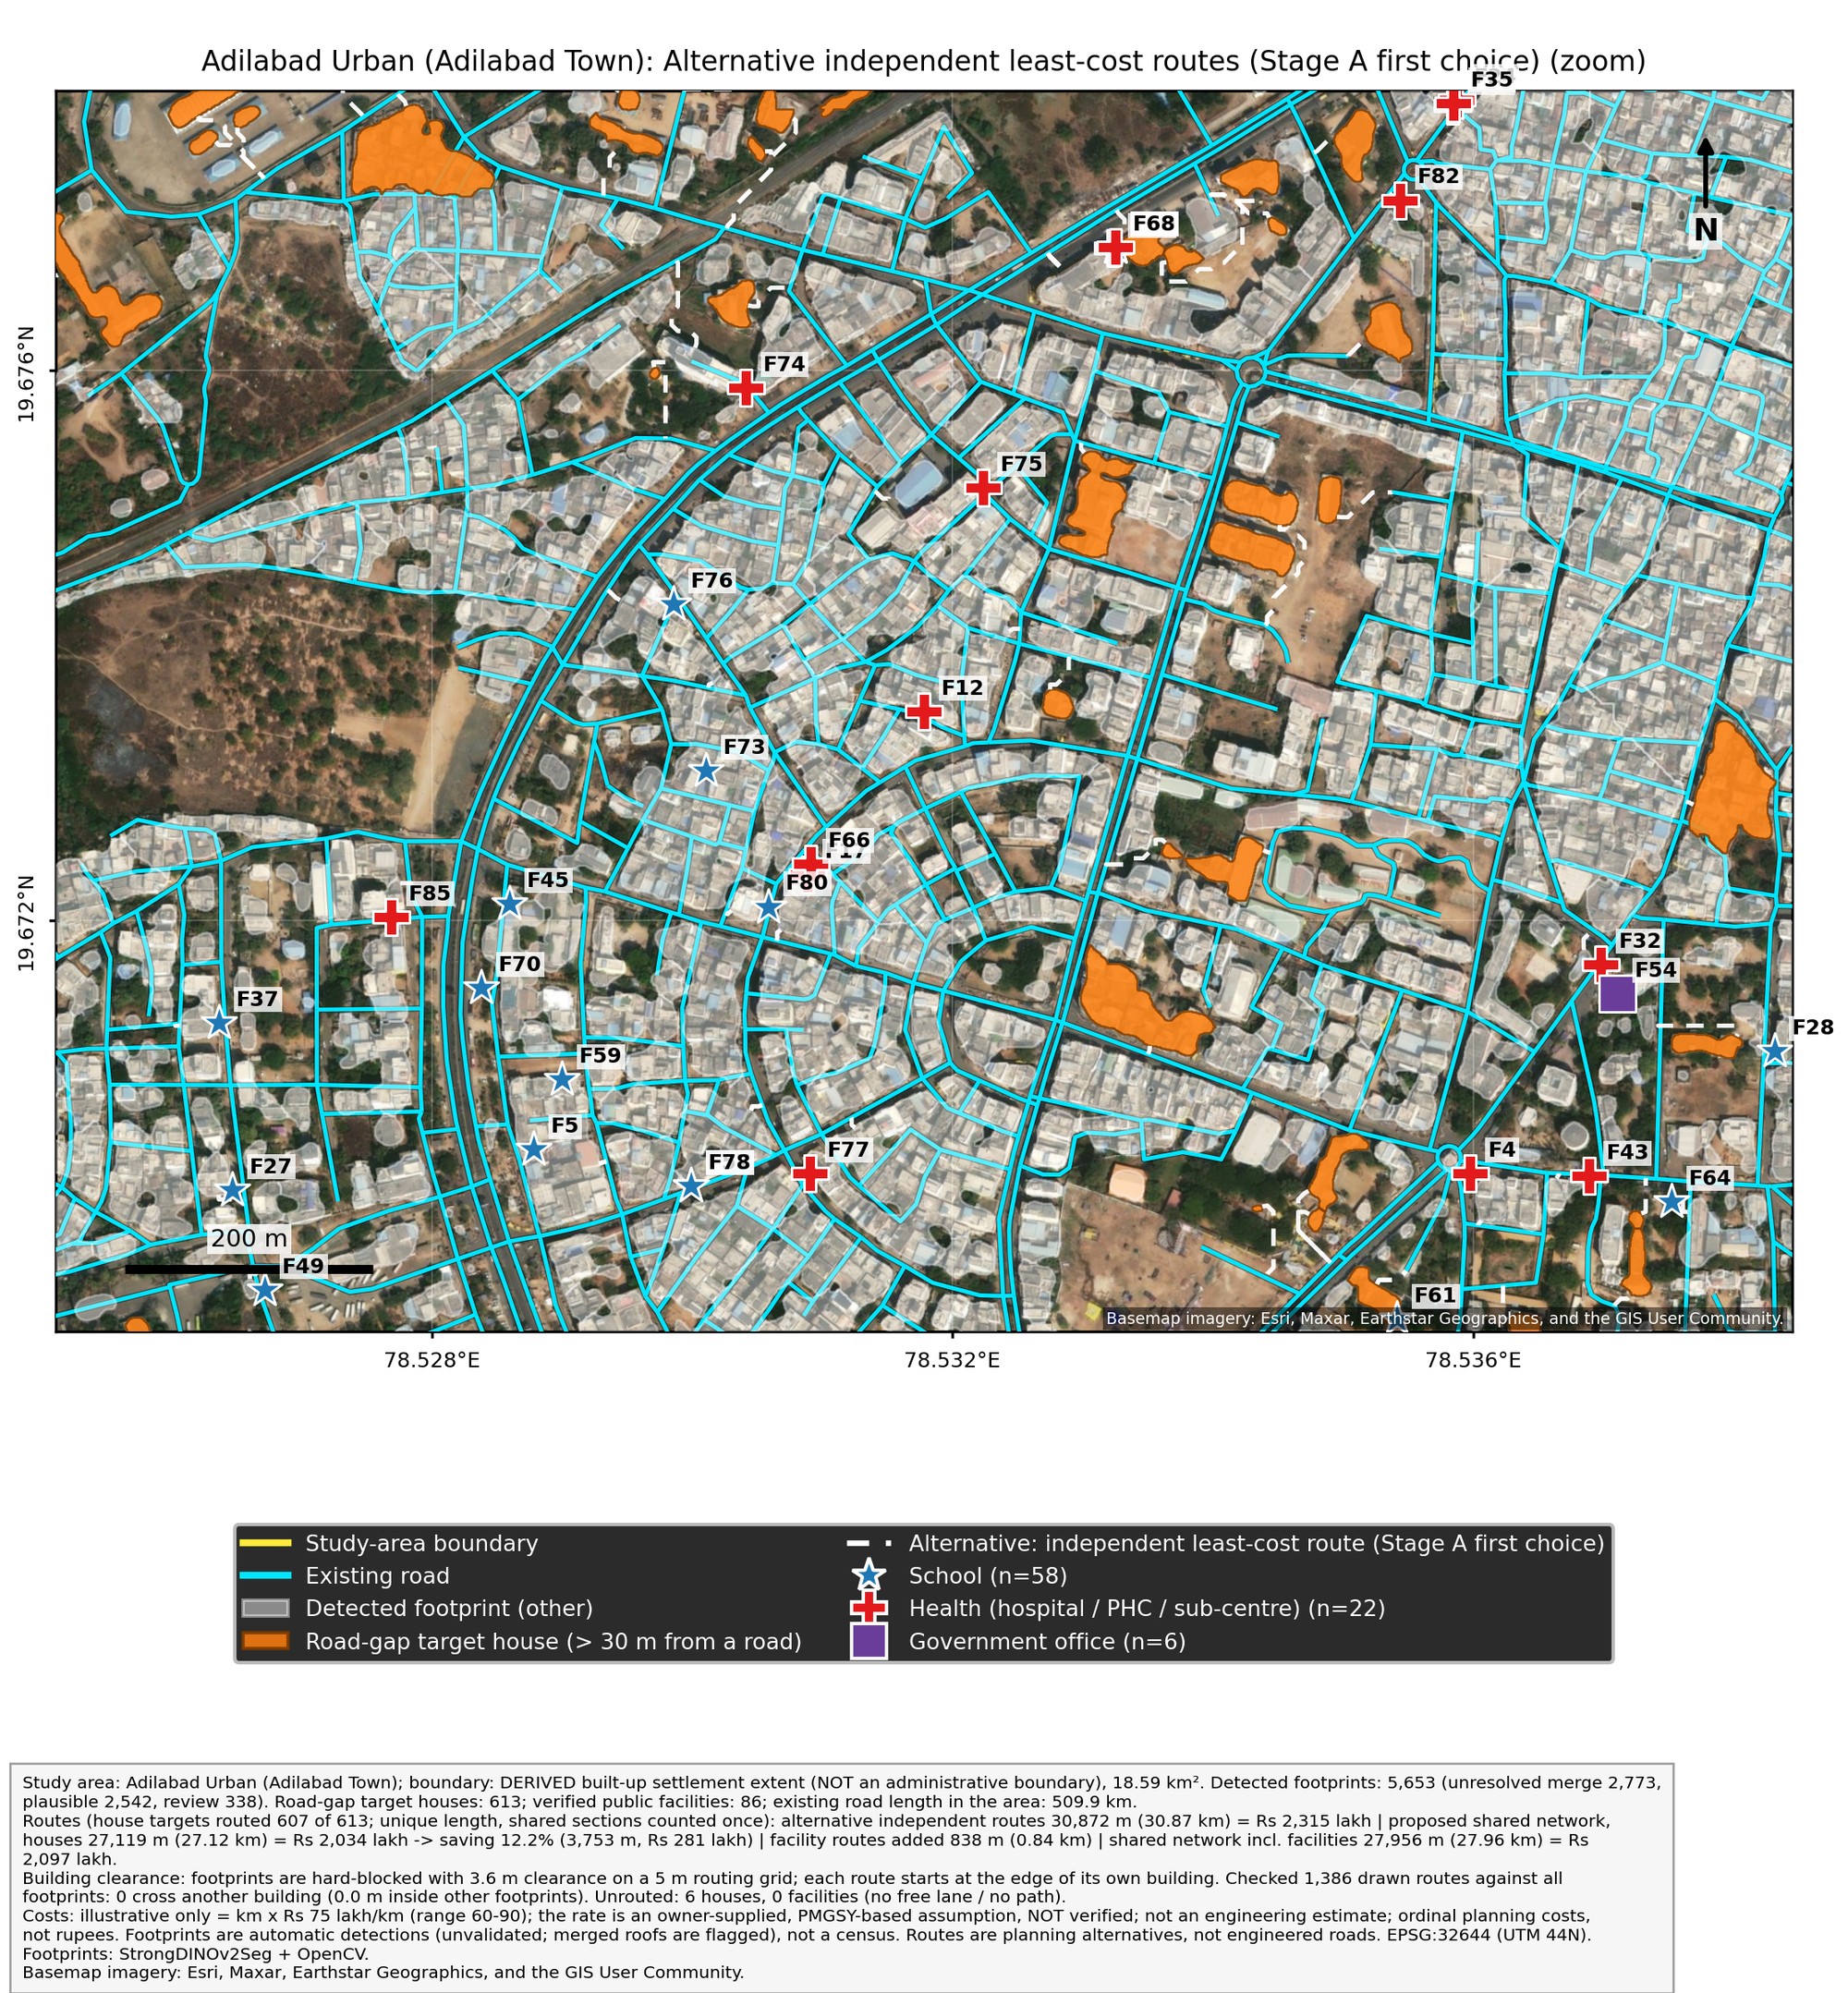 Adilabad Urban (Adilabad Town): Alternative independent least-cost routes (Stage A first choice) (zoom)
F35
F82
N
F68
19.676°N
F74
F75
F76
F12
F73
F66
F17
F80
F45
F85
19.672°N
F32
F70
F54
F37
F28
F59
F5
F77
F4
F43
F78
F27
F64
200 m
F49
F61
Basemap imagery: Esri, Maxar, Earthstar Geographics, and the GIS User Community.
78.528°E
78.532°E
78.536°E
Study-area boundary
Existing road
Detected footprint (other)
Road-gap target house (> 30 m from a road)
Alternative: independent least-cost route (Stage A first choice)
School (n=58)
Health (hospital / PHC / sub-centre) (n=22)
Government office (n=6)
Study area: Adilabad Urban (Adilabad Town); boundary: DERIVED built-up settlement extent (NOT an administrative boundary), 18.59 km². Detected footprints: 5,653 (unresolved merge 2,773,
plausible 2,542, review 338). Road-gap target houses: 613; verified public facilities: 86; existing road length in the area: 509.9 km.
Routes (house targets routed 607 of 613; unique length, shared sections counted once): alternative independent routes 30,872 m (30.87 km) = Rs 2,315 lakh | proposed shared network,
houses 27,119 m (27.12 km) = Rs 2,034 lakh -> saving 12.2% (3,753 m, Rs 281 lakh) | facility routes added 838 m (0.84 km) | shared network incl. facilities 27,956 m (27.96 km) = Rs
2,097 lakh.
Building clearance: footprints are hard-blocked with 3.6 m clearance on a 5 m routing grid; each route starts at the edge of its own building. Checked 1,386 drawn routes against all
footprints: 0 cross another building (0.0 m inside other footprints). Unrouted: 6 houses, 0 facilities (no free lane / no path).
Costs: illustrative only = km x Rs 75 lakh/km (range 60-90); the rate is an owner-supplied, PMGSY-based assumption, NOT verified; not an engineering estimate; ordinal planning costs,
not rupees. Footprints are automatic detections (unvalidated; merged roofs are flagged), not a census. Routes are planning alternatives, not engineered roads. EPSG:32644 (UTM 44N).
Footprints: StrongDINOv2Seg + OpenCV.
Basemap imagery: Esri, Maxar, Earthstar Geographics, and the GIS User Community.